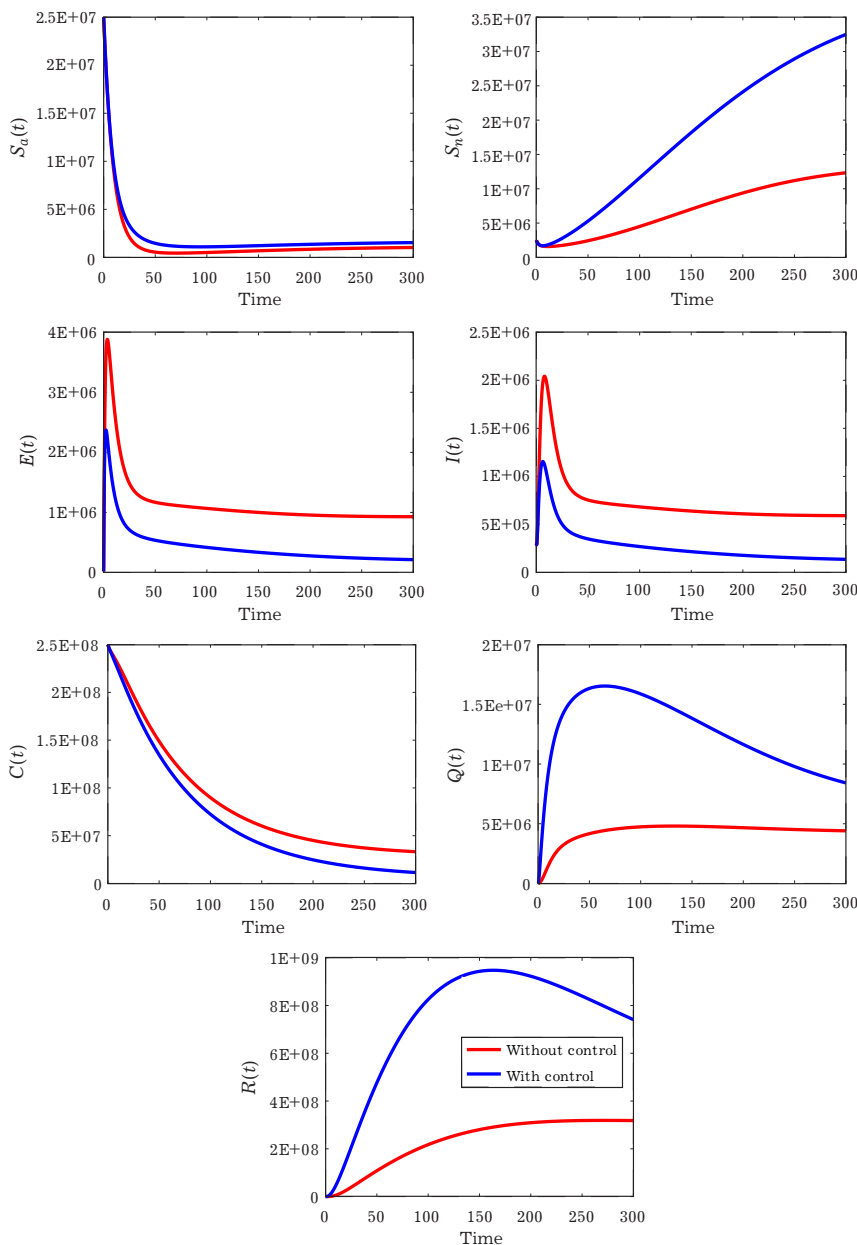 2.5E+07
2E+07
1.5E+07
1E+07
5E+06
0
S_a(t)
0 50 100 150 200 250 300
Time
3.5E+07
3E+07
2.5E+07
2E+07
1.5E+07
1E+07
5E+06
0
S_n(t)
0 50 100 150 200 250 300
Time
4E+06
3E+06
2E+06
1E+06
0
E(t)
0 50 100 150 200 250 300
Time
2.5E+06
2E+06
1.5E+06
1E+06
5E+05
0
I(t)
0 50 100 150 200 250 300
Time
2.5E+08
2E+08
1.5E+08
1E+08
5E+07
0
C(t)
0 50 100 150 200 250 300
Time
2E+07
1.5Ee+07
1E+07
5E+06
0
Q(t)
0 50 100 150 200 250 300
Time
1E+09
8E+08
6E+08
4E+08
2E+08
0
R(t)
Without control
With control
0 50 100 150 200 250 300
Time